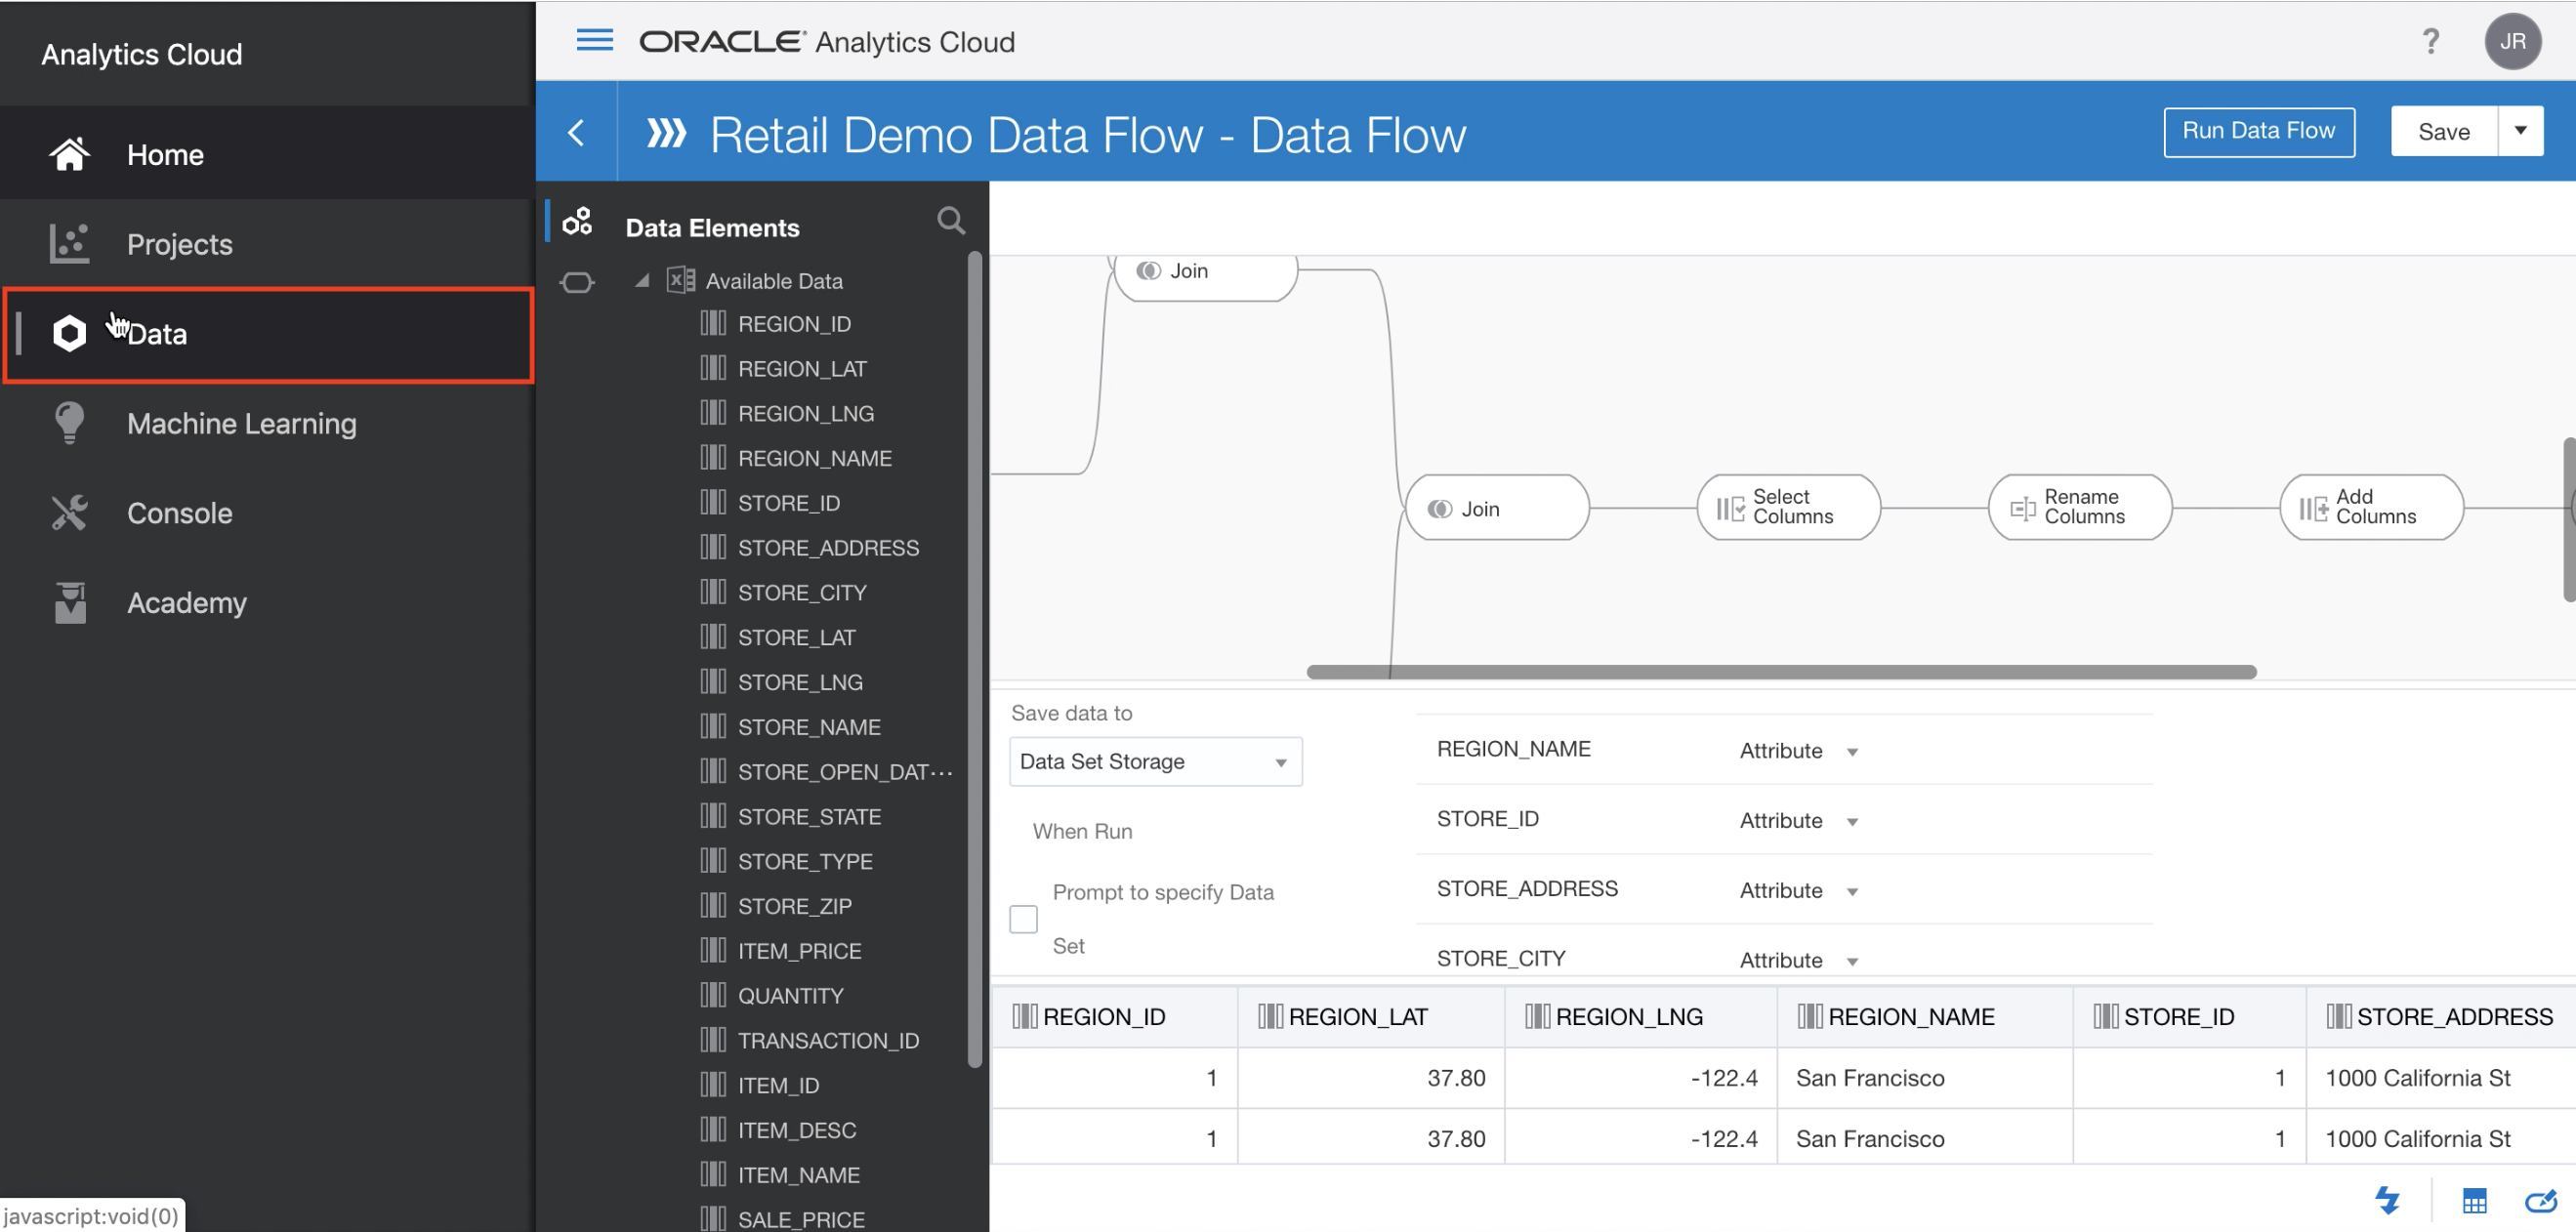 Analytics Cloud
Home
Projects
Data
Machine Learning
Console
Academy
javascript:void(0)
ORACLE Analytics Cloud
?
JR
Retail Demo Data Flow - Data Flow
Run Data Flow
Save
Data Elements
Available Data
REGION_ID
REGION_LAT
REGION_LNG
REGION_NAME
STORE_ID
STORE_ADDRESS
STORE_CITY
STORE_LAT
STORE_LNG
STORE_NAME
STORE_OPEN_DAT...
STORE_STATE
STORE_TYPE
STORE_ZIP
ITEM_PRICE
QUANTITY
TRANSACTION_ID
ITEM_ID
ITEM_DESC
ITEM_NAME
SALE_PRICE
Join
Join
Select
Columns
Rename
Columns
Add
Columns
Save data to
Data Set Storage
When Run
Prompt to specify Data
Set
REGION_NAME Attribute
STORE_ID Attribute
STORE_ADDRESS Attribute
STORE_CITY Attribute
REGION_ID REGION_LAT REGION_LNG REGION_NAME STORE_ID STORE_ADDRESS
1 37.80 -122.4 San Francisco 1 1000 California St
1 37.80 -122.4 San Francisco 1 1000 California St